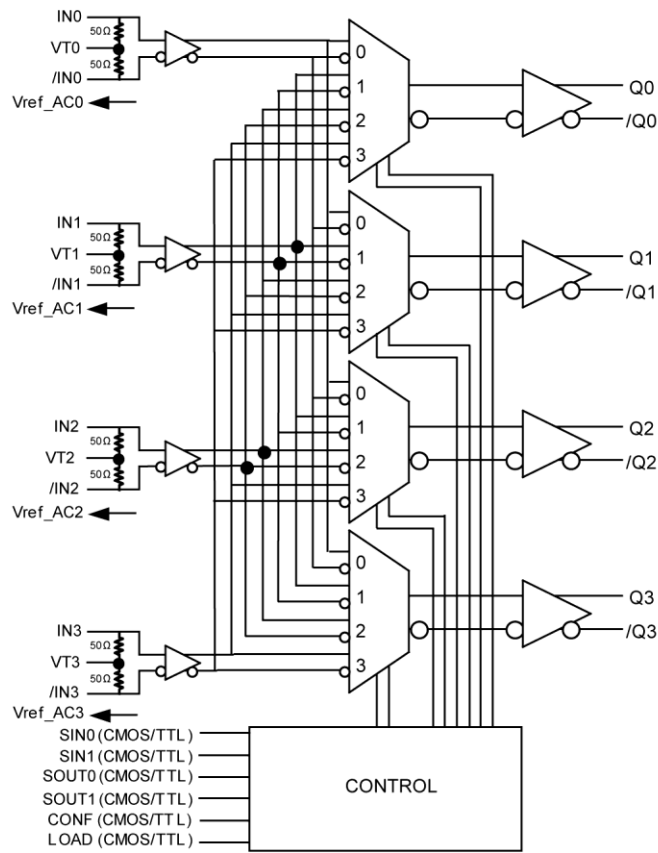 IN0
50Ω
VT0
50Ω
/IN0
Vref_AC0
0
1
2
3
Q0
/Q0
IN1
50Ω
VT1
50Ω
/IN1
Vref_AC1
0
1
2
3
Q1
/Q1
IN2
50Ω
VT2
50Ω
/IN2
Vref_AC2
0
1
2
3
Q2
/Q2
IN3
50Ω
VT3
50Ω
/IN3
Vref_AC3
0
1
2
3
Q3
/Q3
SIN0 (CMOS/TTL)
SIN1 (CMOS/TTL)
SOUT0 (CMOS/TTL)
SOUT1 (CMOS/TTL)
CONF (CMOS/TTL)
LOAD (CMOS/TTL)
CONTROL